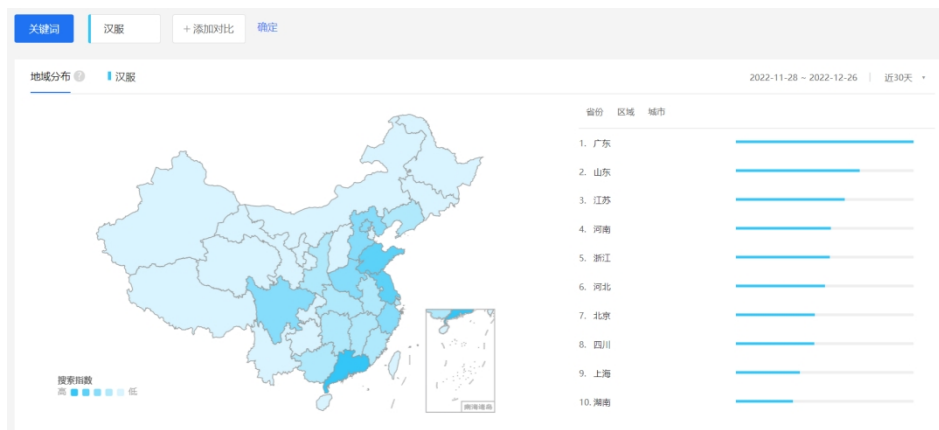 关键词 汉服 + 添加对比 确定
地域分布 ? 汉服 2022-11-28 ~ 2022-12-26 近30天
省份 区域 城市
1. 广东
2. 山东
3. 江苏
4. 河南
5. 浙江
6. 河北
7. 北京
8. 四川
9. 上海
10. 湖南
搜索指数
高 低
南海诸岛